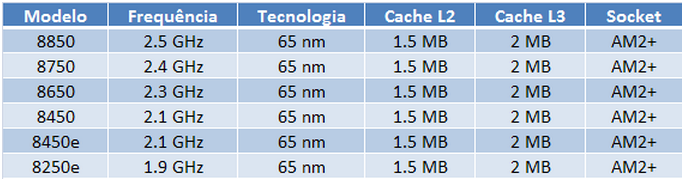 Modelo Frequência Tecnologia Cache L2 Cache L3 Socket
8850 2.5 GHz 65 nm 1.5 MB 2 MB AM2+
8750 2.4 GHz 65 nm 1.5 MB 2 MB AM2+
8650 2.3 GHz 65 nm 1.5 MB 2 MB AM2+
8450 2.1 GHz 65 nm 1.5 MB 2 MB AM2+
8450e 2.1 GHz 65 nm 1.5 MB 2 MB AM2+
8250e 1.9 GHz 65 nm 1.5 MB 2 MB AM2+